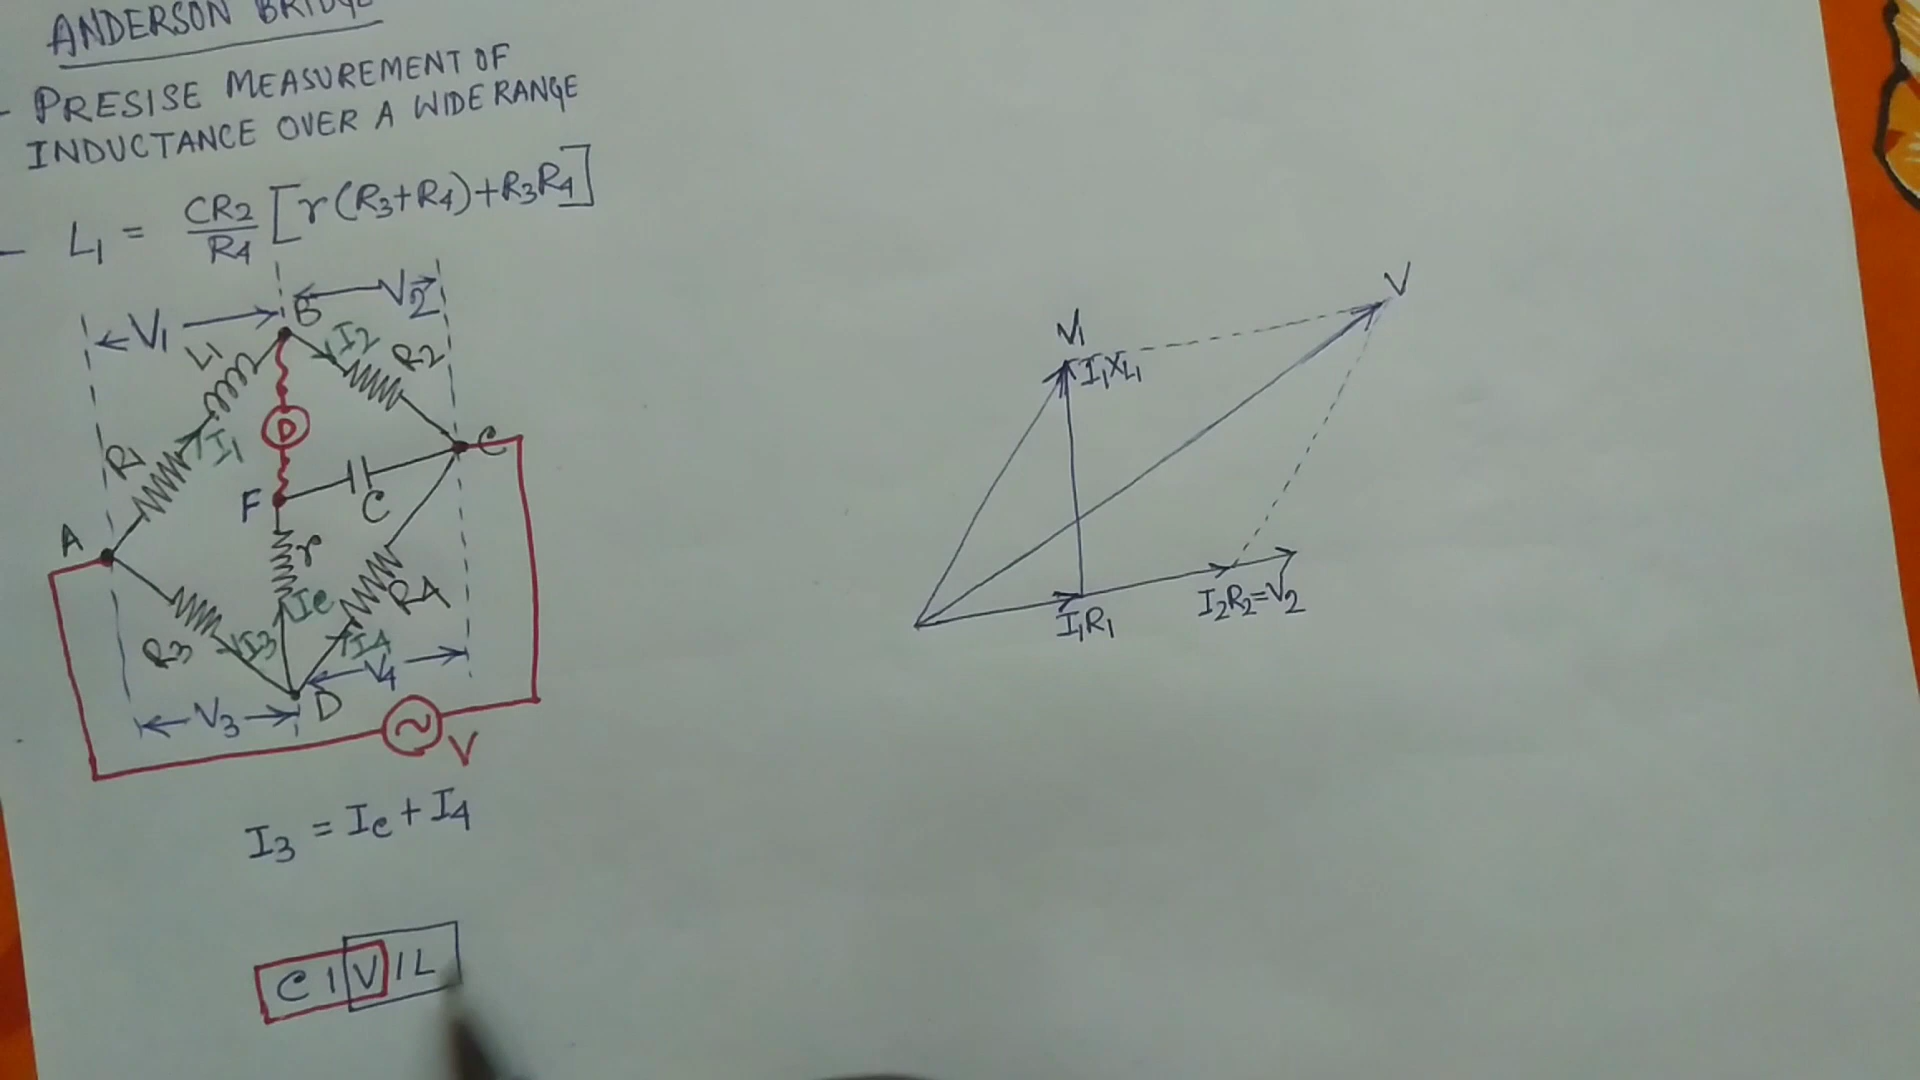 ANDERSON BRIDGE
- PRESISE MEASUREMENT OF
INDUCTANCE OVER A WIDE RANGE
- L1 = CR2/R4 [r(R3+R4)+R3R4]
V1
V2
B
L1
I2
R2
D
R1
I1
C
F
C
A
r
Ie
R4
R3
I3
I4
V4
V3
D
V
I3 = Ie + I4
CIVIL
V
V1
I1XL1
I1R1
I2R2=V2